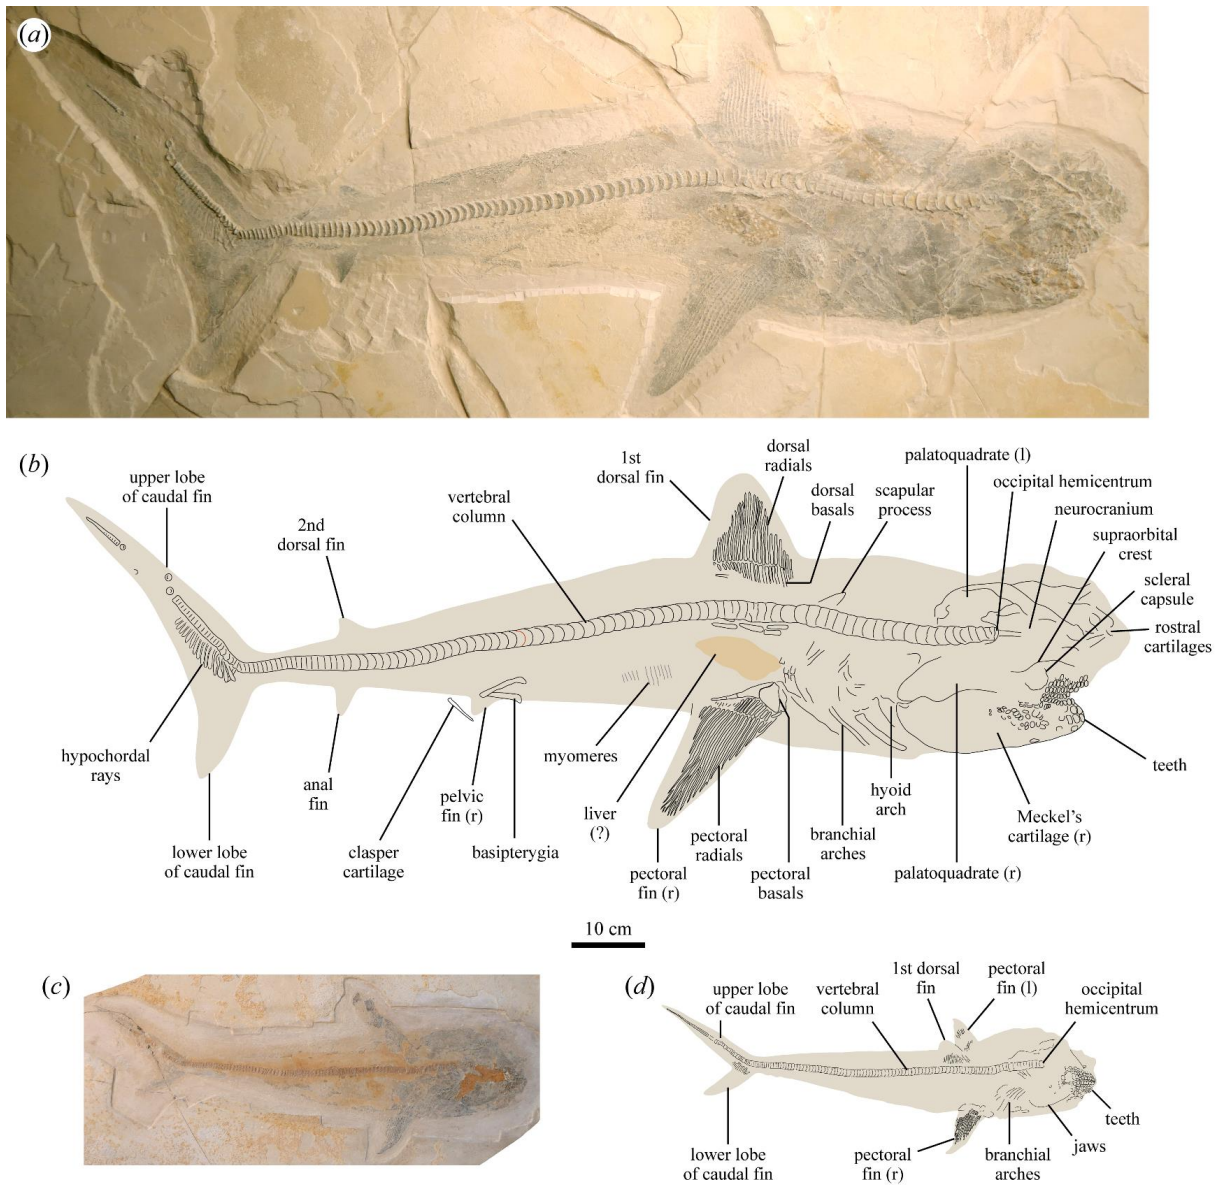 (a)
(b)
upper lobe
of caudal fin
2nd
dorsal fin
vertebral
column
1st
dorsal fin
dorsal
radials
dorsal
basals
scapular
process
palatoquadrate (l)
occipital hemicentrum
neurocranium
supraorbital
crest
scleral
capsule
rostral
cartilages
hypochordal
rays
lower lobe
of caudal fin
anal
fin
clasper
cartilage
pelvic
fin (r)
basipterygia
myomeres
liver
(?)
pectoral
fin (r)
pectoral
radials
pectoral
basals
branchial
arches
hyoid
arch
palatoquadrate (r)
Meckel's
cartilage (r)
teeth
10 cm
(c)
(d)
upper lobe
of caudal fin
vertebral
column
1st dorsal
fin
pectoral
fin (l)
occipital
hemicentrum
lower lobe
of caudal fin
pectoral
fin (r)
branchial
arches
jaws
teeth